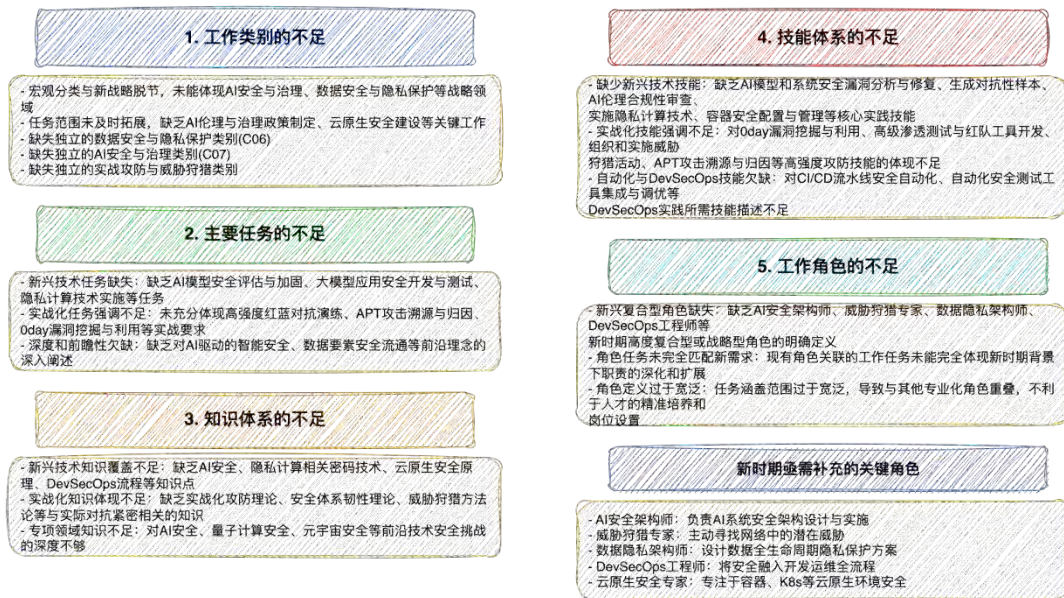 1. 工作类别的不足
- 宏观分类与新战略脱节，未能体现AI安全与治理、数据安全与隐私保护等战略领
域
- 任务范围未及时拓展，缺乏AI伦理与治理政策制定、云原生安全建设等关键工作
- 缺失独立的数据安全与隐私保护类别(C06)
- 缺失独立的AI安全与治理类别(C07)
- 缺失独立的实战攻防与威胁狩猎类别
2. 主要任务的不足
- 新兴技术任务缺失：缺乏AI模型安全评估与加固、大模型应用安全开发与测试、
隐私计算技术实施等任务
- 实战化任务强调不足：未充分体现高强度红蓝对抗演练、APT攻击溯源与归因、
0day漏洞挖掘与利用等实战要求
- 深度和前瞻性欠缺：缺乏对AI驱动的智能安全、数据要素安全流通等前沿理念的
深入阐述
3. 知识体系的不足
- 新兴技术知识覆盖不足：缺乏AI安全、隐私计算相关密码技术、云原生安全原
理、DevSecOps流程等知识点
- 实战化知识体现不足：缺乏实战化攻防理论、安全体系韧性理论、威胁狩猎方法
论等与实际对抗紧密相关的知识
- 专项领域知识不足：对AI安全、量子计算安全、元宇宙安全等前沿技术安全挑战
的深度不够
4. 技能体系的不足
- 缺少新兴技术技能：缺乏AI模型和系统安全漏洞分析与修复、生成对抗性样本、
AI伦理合规性审查、
实施隐私计算技术、容器安全配置与管理等核心实践技能
- 实战化技能强调不足：对0day漏洞挖掘与利用、高级渗透测试与红队工具开发、
组织和实施威胁
狩猎活动、APT攻击溯源与归因等高强度攻防技能的体现不足
- 自动化与DevSecOps技能欠缺：对CI/CD流水线安全自动化、自动化安全测试工
具集成与调优等
DevSecOps实践所需技能描述不足
5. 工作角色的不足
- 新兴复合型角色缺失：缺乏AI安全架构师、威胁狩猎专家、数据隐私架构师、
DevSecOps工程师等
新时期高度复合型或战略型角色的明确定义
- 角色任务未完全匹配新需求：现有角色关联的工作任务未能完全体现新时期背景
下职责的深化和扩展
- 角色定义过于宽泛：任务涵盖范围过于宽泛，导致与其他专业化角色重叠，不利
于人才的精准培养和
岗位设置
新时期亟需补充的关键角色
- AI安全架构师：负责AI系统安全架构设计与实施
- 威胁狩猎专家：主动寻找网络中的潜在威胁
- 数据隐私架构师：设计数据全生命周期隐私保护方案
- DevSecOps工程师：将安全融入开发运维全流程
- 云原生安全专家：专注于容器、K8s等云原生环境安全